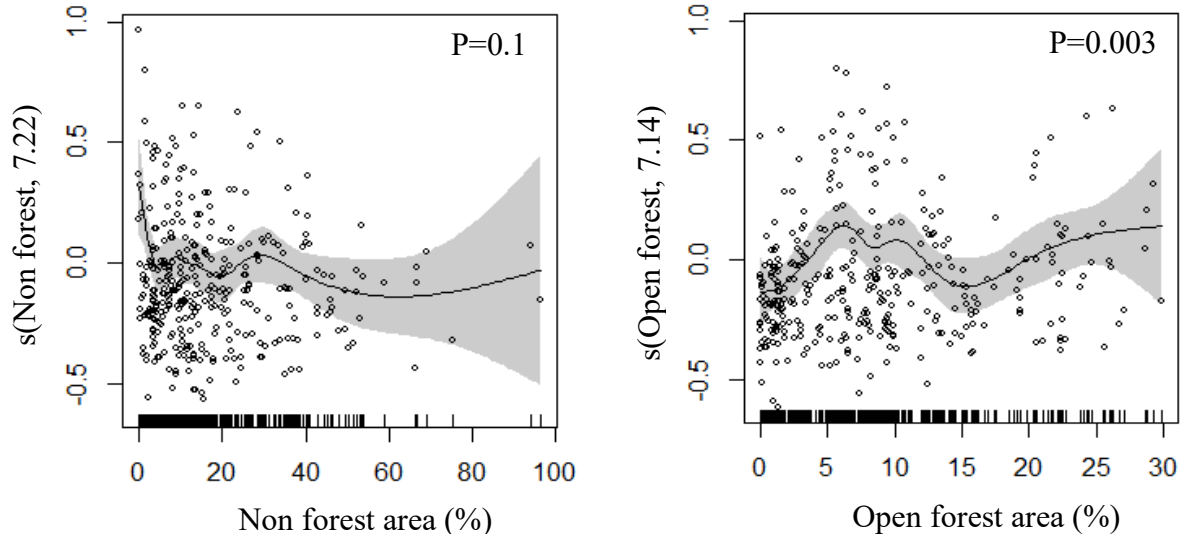 P=0.1
s(Non forest, 7.22)
1.0
0.5
0.0
-0.5
0 20 40 60 80 100
Non forest area (%)
P=0.003
s(Open forest, 7.14)
1.0
0.5
0.0
-0.5
0 5 10 15 20 25 30
Open forest area (%)